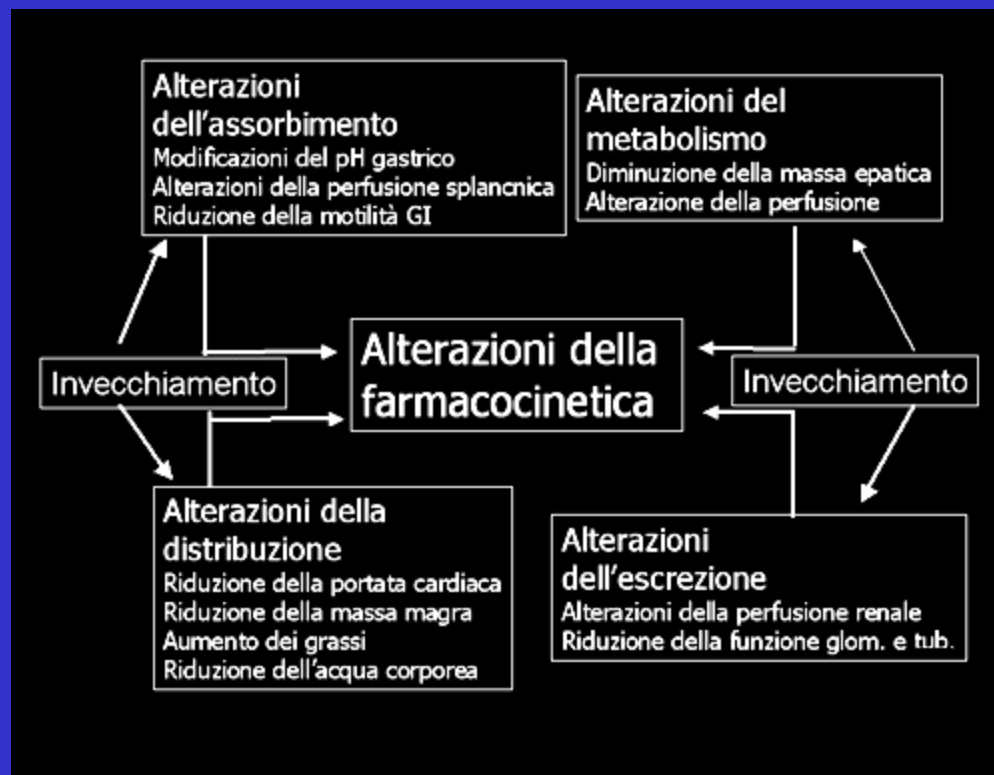 Alterazioni
dell'assorbimento
Modificazioni del pH gastrico
Alterazioni della perfusione splancnica
Riduzione della motilità GI
Alterazioni del
metabolismo
Diminuzione della massa epatica
Alterazione della perfusione
Invecchiamento
Alterazioni della
farmacocinetica
Invecchiamento
Alterazioni della
distribuzione
Riduzione della portata cardiaca
Riduzione della massa magra
Aumento dei grassi
Riduzione dell'acqua corporea
Alterazioni
dell'escrezione
Alterazioni della perfusione renale
Riduzione della funzione glom. e tub.